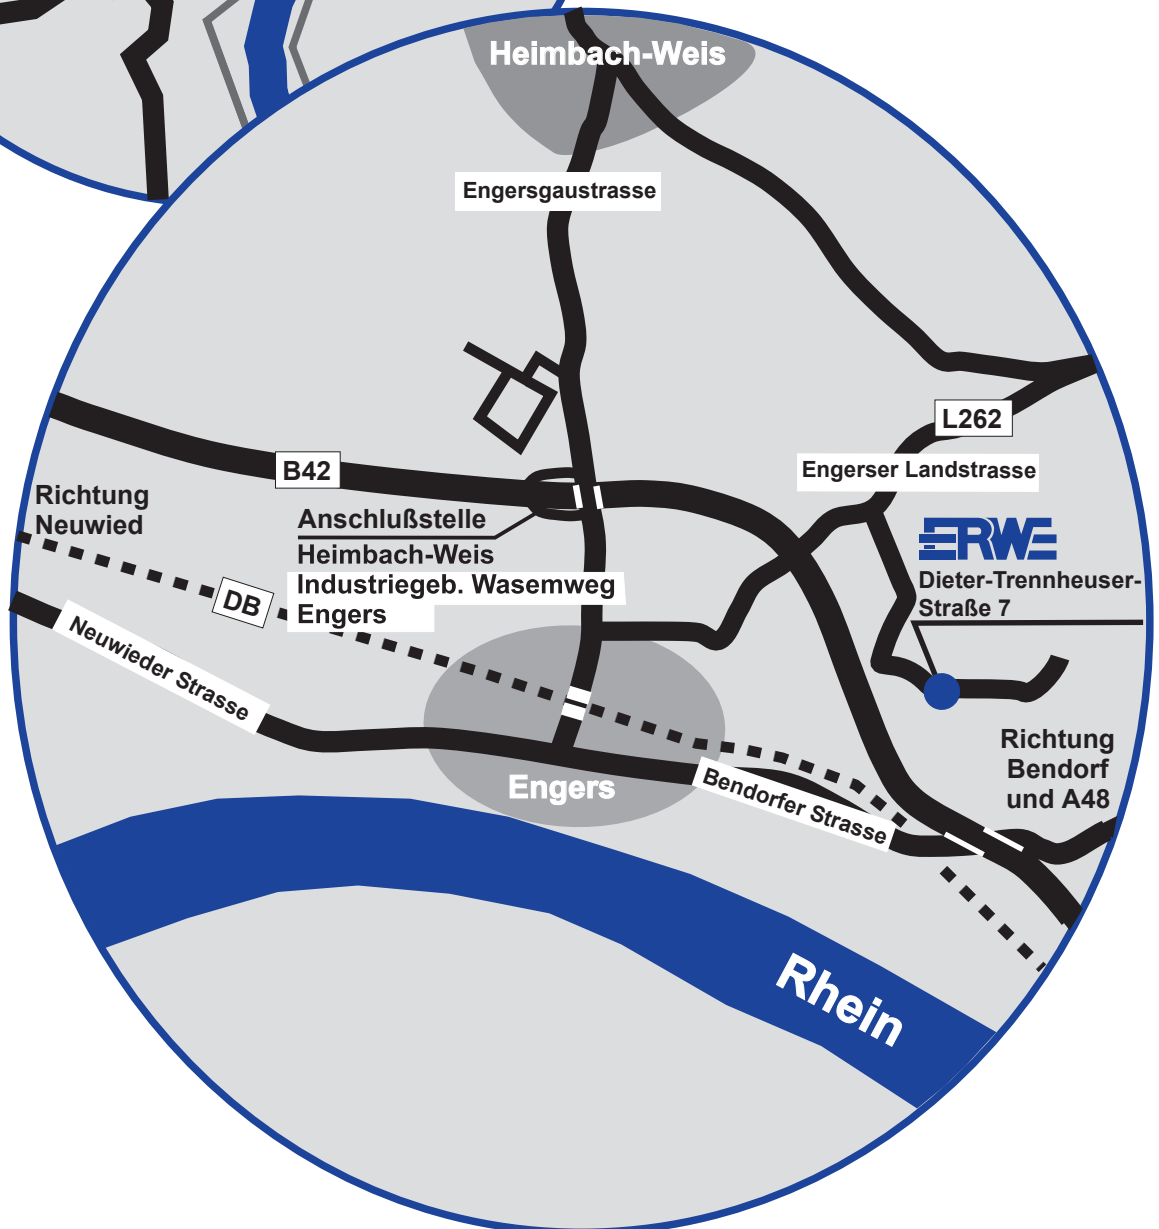 Heimbach-Weis
Engersgaustrasse
L262
Engerser Landstrasse
B42
Richtung
Neuwied
Anschlußstelle
Heimbach-Weis
Industriegeb. Wasemweg
Engers
ERWE
Dieter-Trennheuser-
Straße 7
DB
Neuwieder Strasse
Engers
Bendorfer Strasse
Richtung
Bendorf
und A48
Rhein